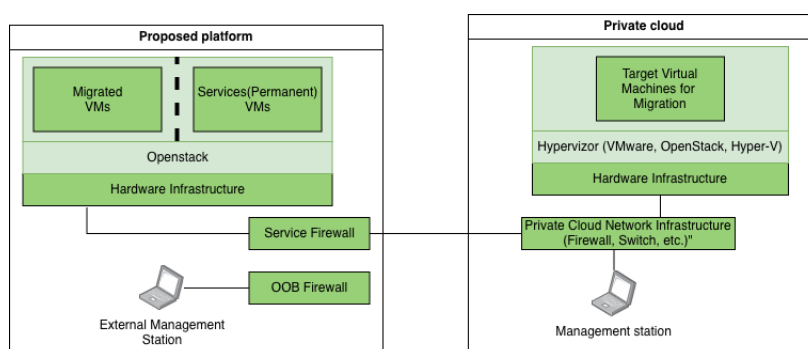 Proposed platform
Migrated
VMs
Services(Permanent)
VMs
Openstack
Hardware Infrastructure
Service Firewall
OOB Firewall
External Management
Station
Private cloud
Target Virtual
Machines for
Migration
Hypervizor (VMware, OpenStack, Hyper-V)
Hardware Infrastructure
Private Cloud Network Infrastructure
(Firewall, Switch, etc.)"
Management station